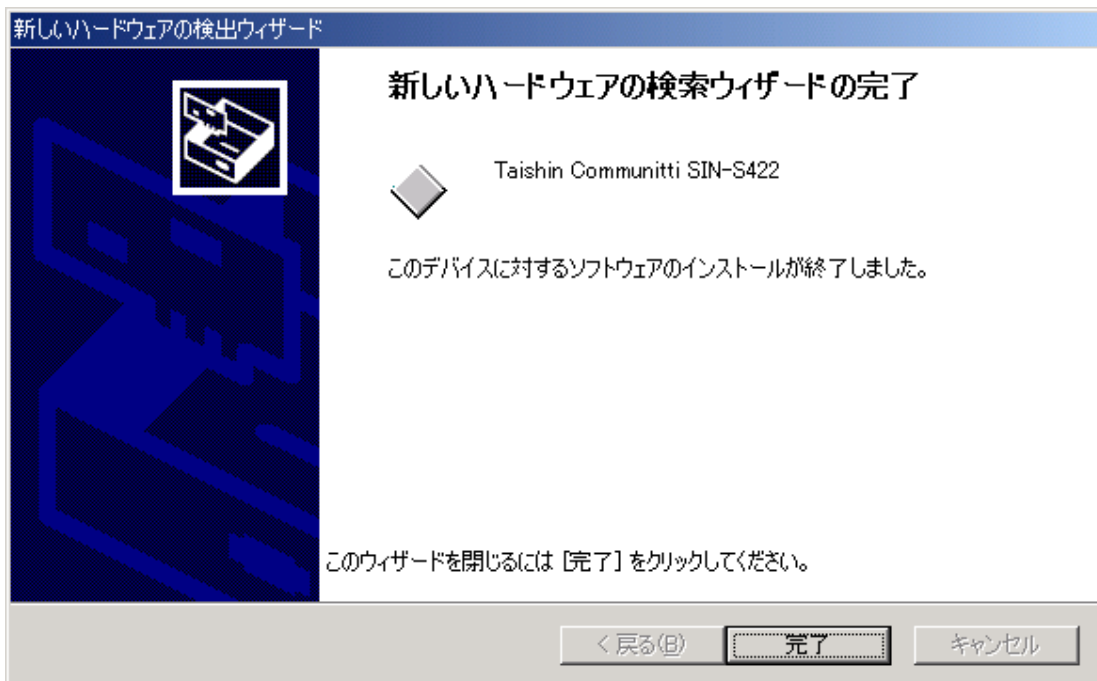 新しいハードウェアの検出ウィザード
新しいハードウェアの検索ウィザードの完了
Taishin Communitti SIN-S422
このデバイスに対するソフトウェアのインストールが終了しました。
このウィザードを閉じるには [完了] をクリックしてください。
< 戻る(B)
完了
キャンセル